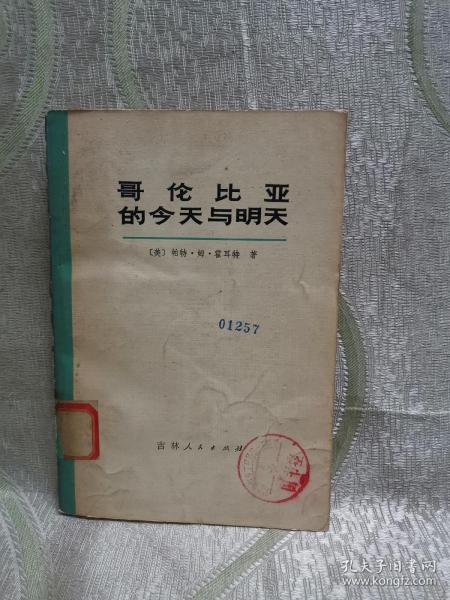 哥伦比亚
的今天与明天
〔英〕帕特·姆·霍耳特 著
01257
吉林人民出版社
孔夫子旧书网
www.kongfz.com